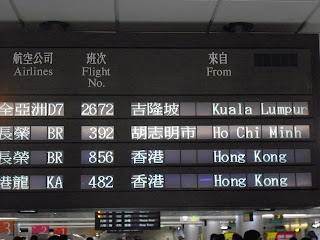 航空公司 班次 來自
Airlines Flight No. From
全亞洲 D7 2672 吉隆坡 Kuala Lumpur
長榮 BR 392 胡志明市 Ho Chi Minh
長榮 BR 856 香港 Hong Kong
港龍 KA 482 香港 Hong Kong